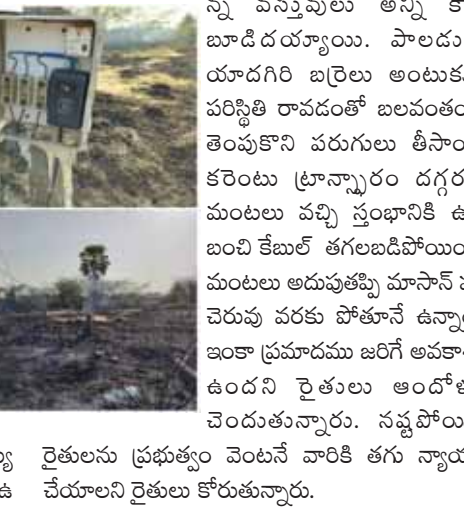 న్న వస్తువులు అన్ని కా
బూడిదయ్యాయి. పాలడు
యాదగిరి బర్రెలు అంటుక
పరిస్థితి రావడంతో బలవంతం
తెంపుకొని పరుగులు తీసాం
కరెంటు ట్రాన్స్ఫారం దగ్గర
మంటలు వచ్చి స్తంభానికి ఉ
బంచి కేబుల్ తగలబడిపోయిం
మంటలు అదుపుతప్పి మాసాన్
చెరువు వరకు పోతూనే ఉన్నా
ఇంకా ప్రమాదము జరిగే అవకా
ఉందని రైతులు ఆందోళ
చెందుతున్నారు. నష్టపోయి
రైతులను ప్రభుత్వం వెంటనే వారికి తగు న్యాయ
ఉ చేయాలని రైతులు కోరుతున్నారు.